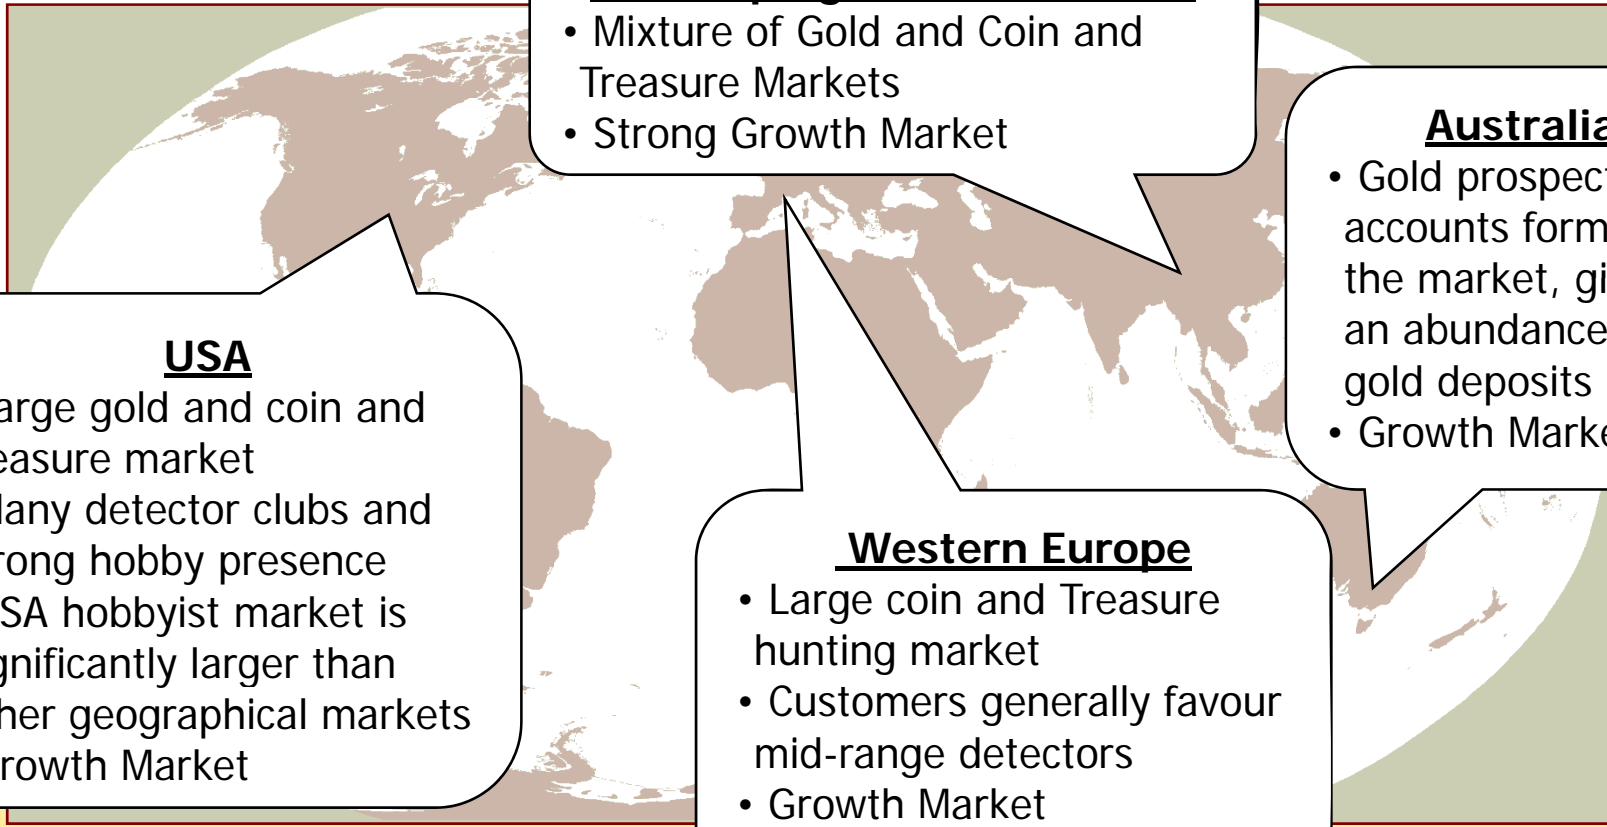 • Mixture of Gold and Coin and
Treasure Markets
• Strong Growth Market
Australia
• Gold prospect
accounts form
the market, gi
an abundance
gold deposits
• Growth Marke
USA
arge gold and coin and
easure market
any detector clubs and
rong hobby presence
SA hobbyist market is
gnificantly larger than
her geographical markets
rowth Market
Western Europe
• Large coin and Treasure
hunting market
• Customers generally favour
mid-range detectors
• Growth Market